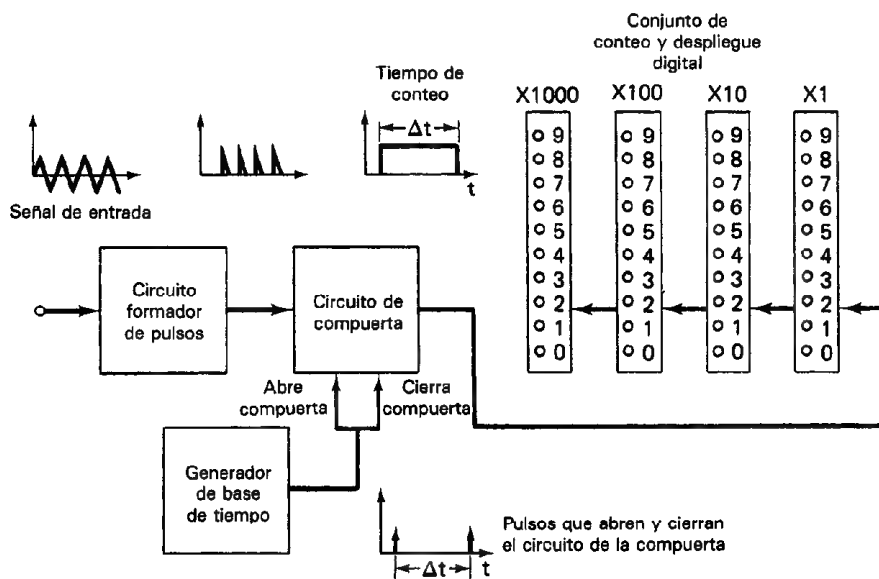 Conjunto de
conteo y despliegue
digital
X1000 X100 X10 X1
Tiempo de
conteo
Δt
t
Señal de entrada
9 9 9 9
8 8 8 8
7 7 7 7
6 6 6 6
5 5 5 5
4 4 4 4
3 3 3 3
2 2 2 2
1 1 1 1
0 0 0 0
Circuito
formador
de pulsos
Circuito de
compuerta
Abre
compuerta
Cierra
compuerta
Generador
de base
de tiempo
Δt
t
Pulsos que abren y cierran
el circuito de la compuerta